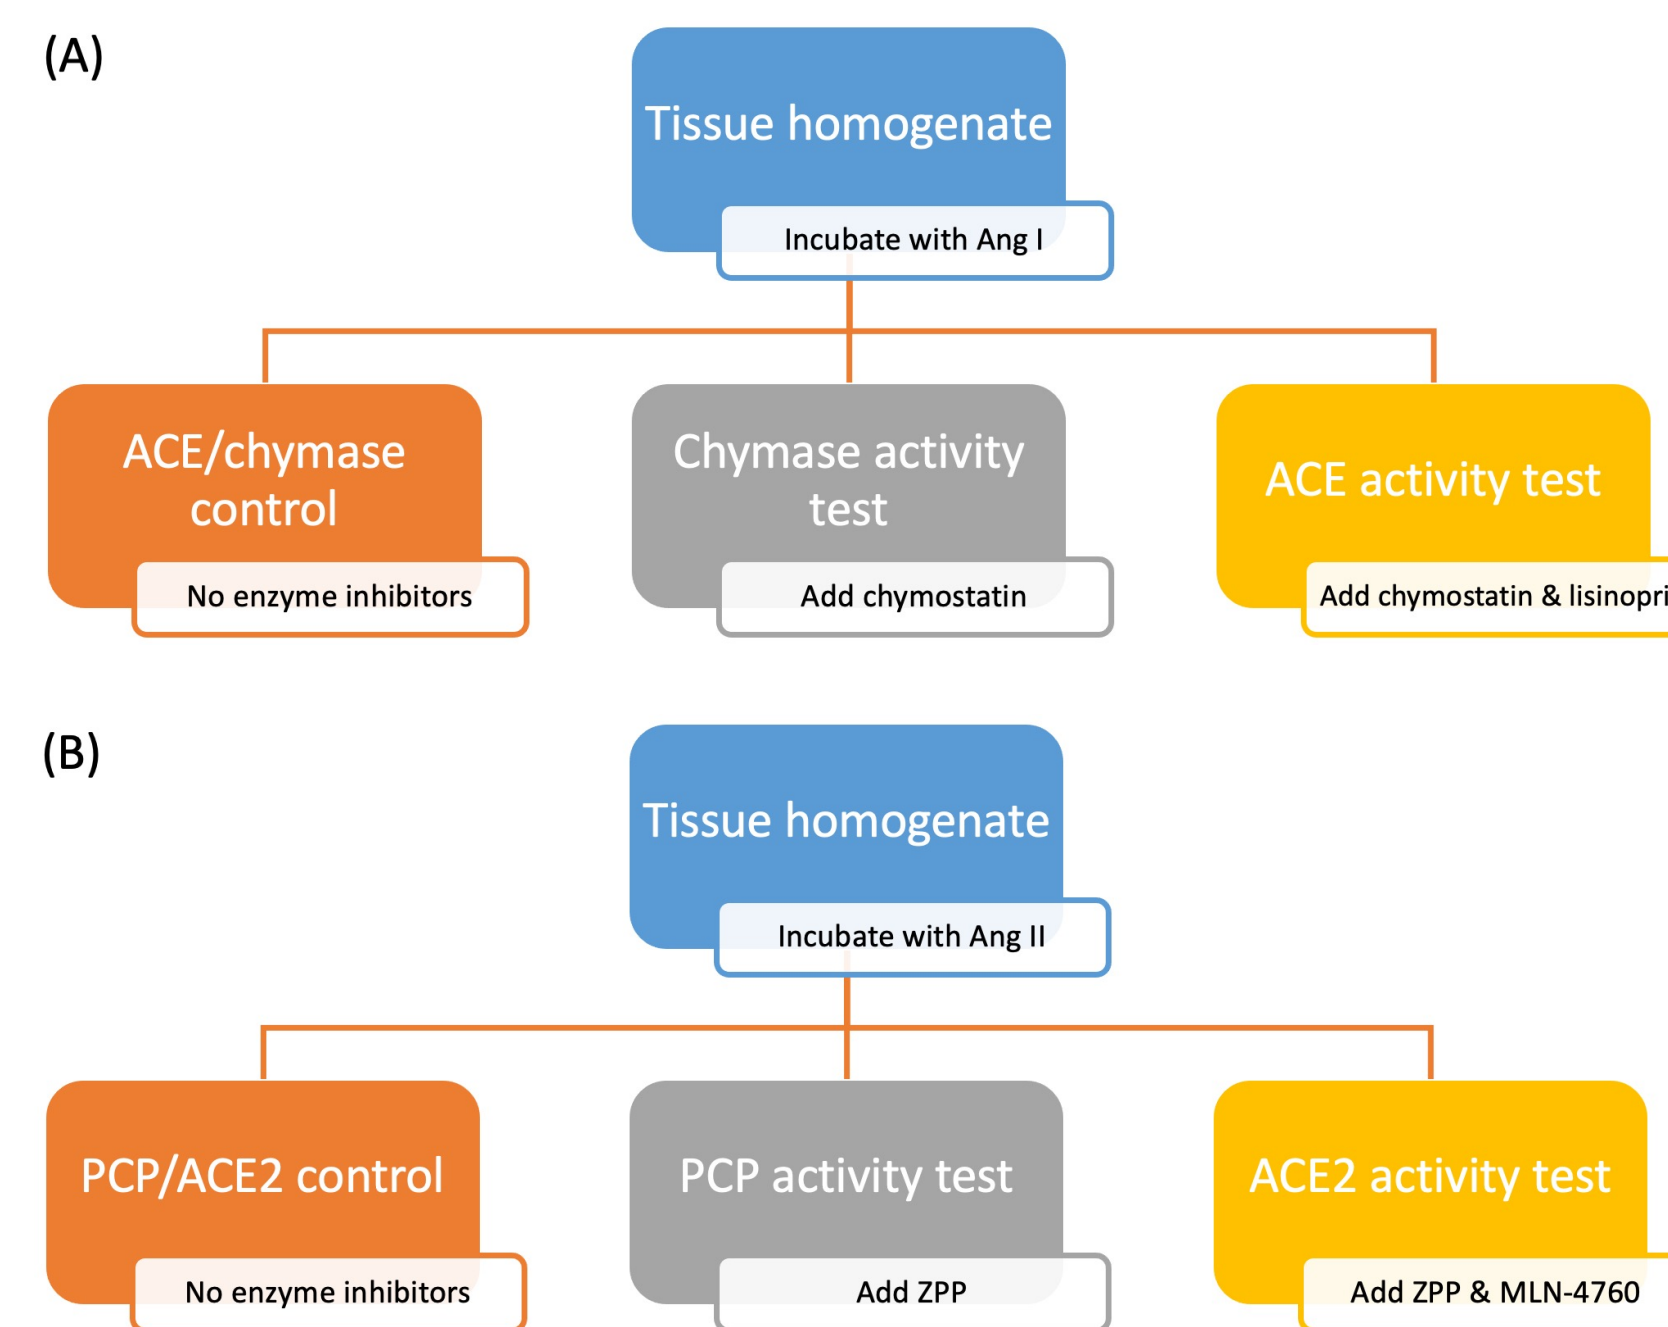 (A)
Tissue homogenate
Incubate with Ang I
ACE/chymase
control
No enzyme inhibitors
Chymase activity
test
Add chymostatin
ACE activity test
Add chymostatin & lisinopri
(B)
Tissue homogenate
Incubate with Ang II
PCP/ACE2 control
No enzyme inhibitors
PCP activity test
Add ZPP
ACE2 activity test
Add ZPP & MLN-4760